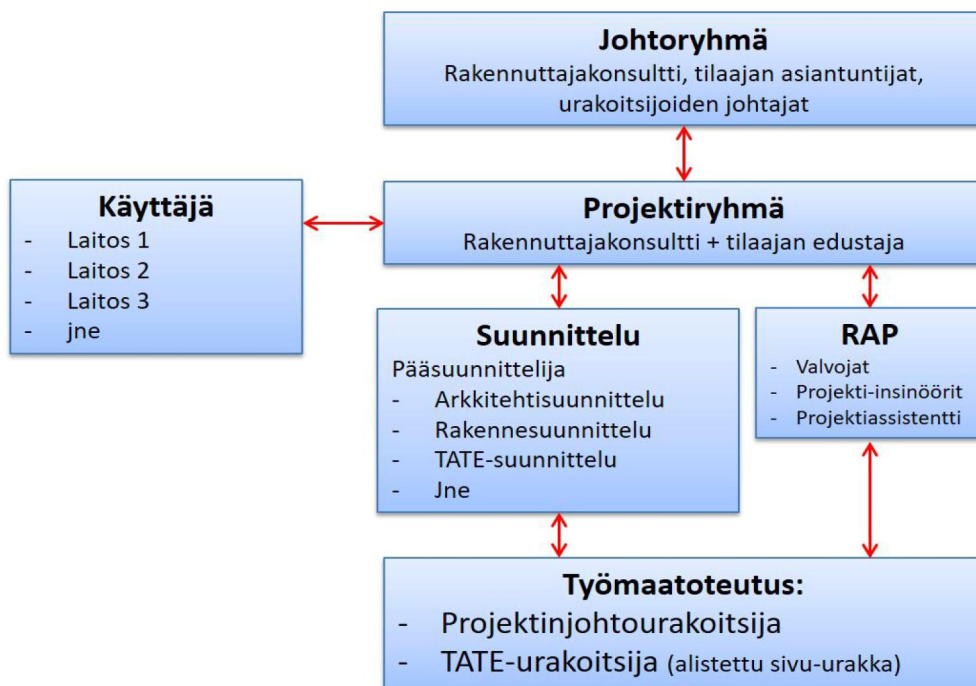 Johtoryhmä
Rakennuttajakonsultti, tilaajan asiantuntijat,
urakoitsijoiden johtajat
Käyttäjä
- Laitos 1
- Laitos 2
- Laitos 3
- jne
Projektiryhmä
Rakennuttajakonsultti + tilaajan edustaja
Suunnittelu
Pääsuunnittelija
- Arkkitehtisuunnittelu
- Rakennesuunnittelu
- TATE-suunnittelu
- Jne
RAP
- Valvojat
- Projekti-insinöörit
- Projektiassistentti
Työmaatoteutus:
- Projektinjohtourakoitsija
- TATE-urakoitsija (alistettu sivu-urakka)